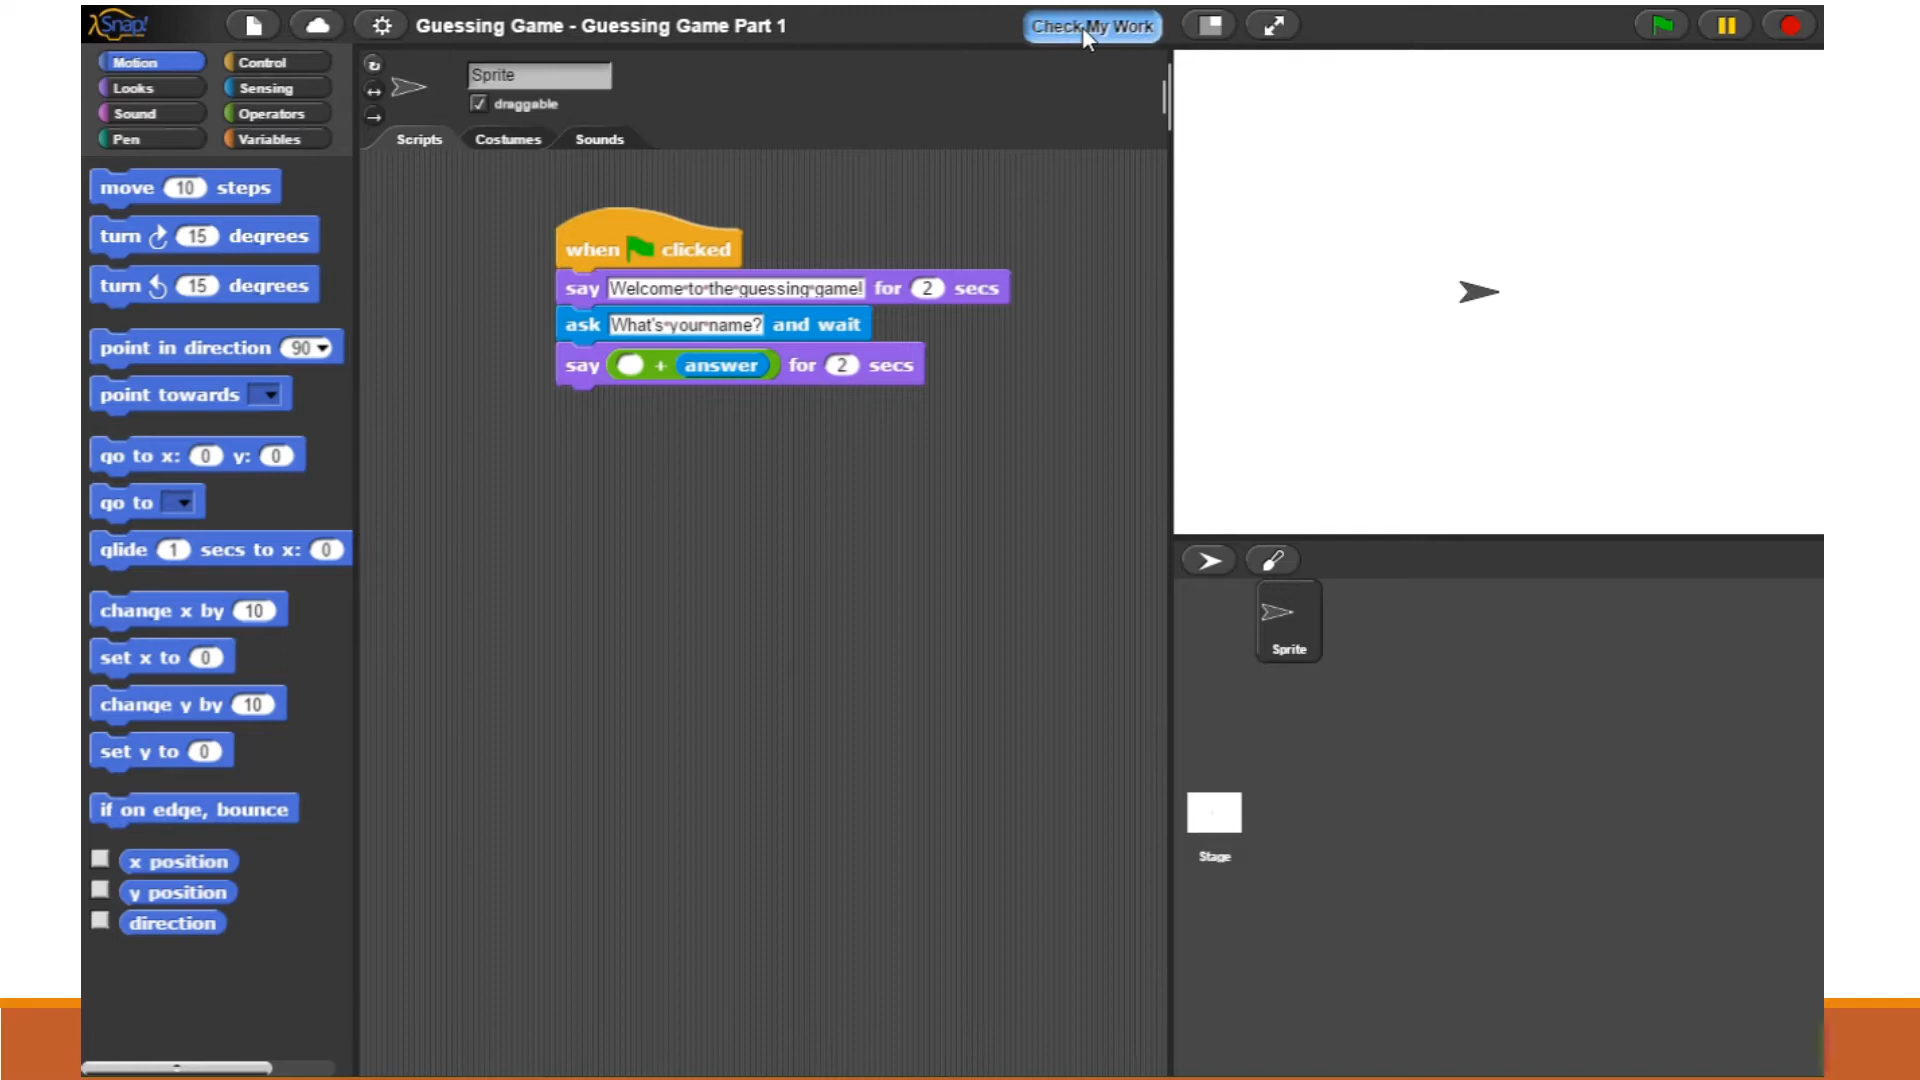 Snap!
Guessing Game - Guessing Game Part 1
Check My Work
Motion
Control
Looks
Sensing
Sound
Operators
Pen
Variables
Sprite
draggable
Scripts
Costumes
Sounds
move 10 steps
turn 15 degrees
turn 15 degrees
point in direction 90
point towards
go to x: 0 y: 0
go to
glide 1 secs to x: 0
change x by 10
set x to 0
change y by 10
set y to 0
if on edge, bounce
x position
y position
direction
when clicked
say Welcome to the guessing game! for 2 secs
ask What's your name? and wait
say + answer for 2 secs
Sprite
Stage